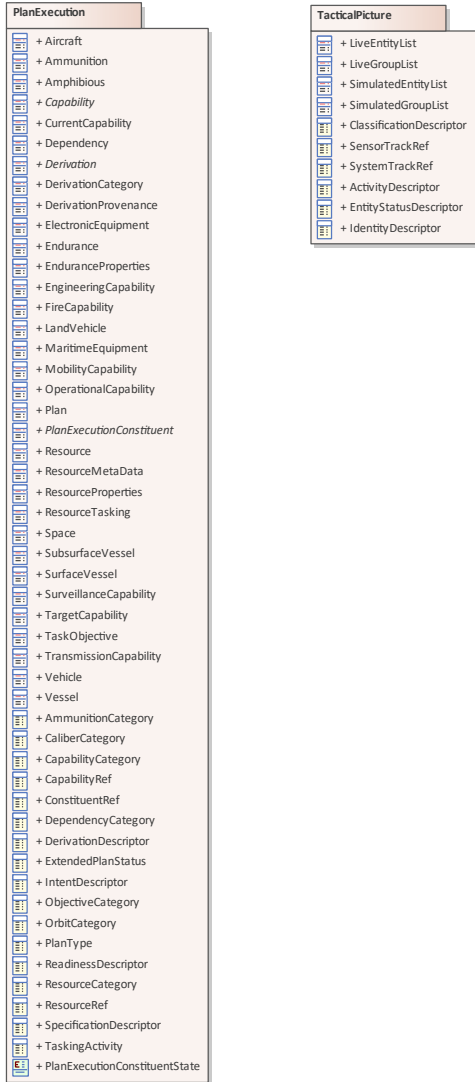 PlanExecution
+ Aircraft
+ Ammunition
+ Amphibious
+ Capability
+ CurrentCapability
+ Dependency
+ Derivation
+ DerivationCategory
+ DerivationProvenance
+ ElectronicEquipment
+ Endurance
+ EnduranceProperties
+ EngineeringCapability
+ FireCapability
+ LandVehicle
+ MaritimeEquipment
+ MobilityCapability
+ OperationalCapability
+ Plan
+ PlanExecutionConstituent
+ Resource
+ ResourceMetaData
+ ResourceProperties
+ ResourceTasking
+ Space
+ SubsurfaceVessel
+ SurfaceVessel
+ SurveillanceCapability
+ TargetCapability
+ TaskObjective
+ TransmissionCapability
+ Vehicle
+ Vessel
+ AmmunitionCategory
+ CaliberCategory
+ CapabilityCategory
+ CapabilityRef
+ ConstituentRef
+ DependencyCategory
+ DerivationDescriptor
+ ExtendedPlanStatus
+ IntentDescriptor
+ ObjectiveCategory
+ OrbitCategory
+ PlanType
+ ReadinessDescriptor
+ ResourceCategory
+ ResourceRef
+ SpecificationDescriptor
+ TaskingActivity
+ PlanExecutionConstituentState
TacticalPicture
+ LiveEntityList
+ LiveGroupList
+ SimulatedEntityList
+ SimulatedGroupList
+ ClassificationDescriptor
+ SensorTrackRef
+ SystemTrackRef
+ ActivityDescriptor
+ EntityStatusDescriptor
+ IdentityDescriptor